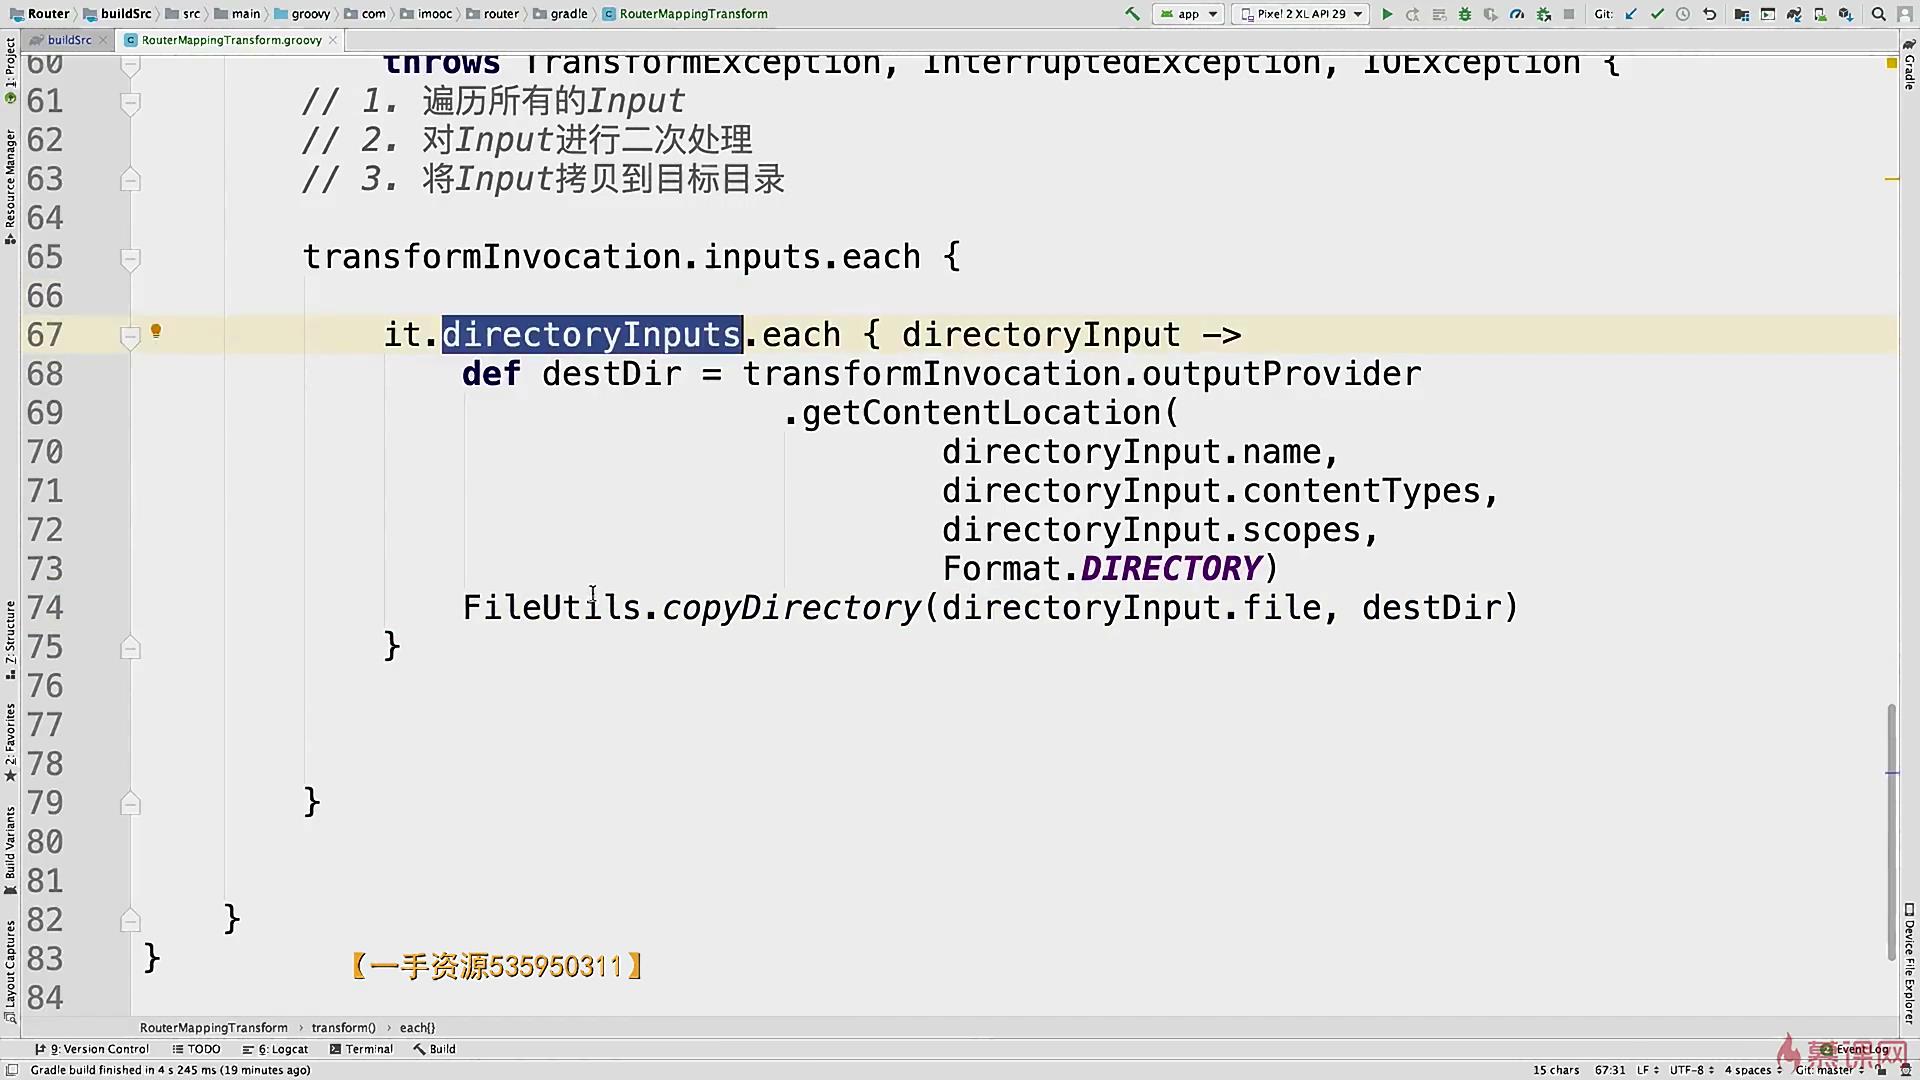 Router buildSrc src main groovy com imooc router gradle RouterMappingTransform app Pixel 2 XL API 29 Git:
buildSrc RouterMappingTransform.groovy
1: Project
Resource Manager
Z: Structure
2: Favorites
Build Variants
Layout Captures
Gradle
Device File Explorer
60 throws TransformException, InterruptedException, IOException {
61 // 1. 遍历所有的Input
62 // 2. 对Input进行二次处理
63 // 3. 将Input拷贝到目标目录
64
65 transformInvocation.inputs.each {
66
67 it.directoryInputs.each { directoryInput ->
68 def destDir = transformInvocation.outputProvider
69 .getContentLocation(
70 directoryInput.name,
71 directoryInput.contentTypes,
72 directoryInput.scopes,
73 Format.DIRECTORY)
74 FileUtils.copyDirectory(directoryInput.file, destDir)
75 }
76
77
78
79 }
80
81
82 }
83 }
84
【一手资源535950311】
RouterMappingTransform › transform() › each{}
9: Version Control TODO 6: Logcat Terminal Build Event Log
慕课网
Gradle build finished in 4 s 245 ms (19 minutes ago) 15 chars 67:31 LF UTF-8 4 spaces Git: master